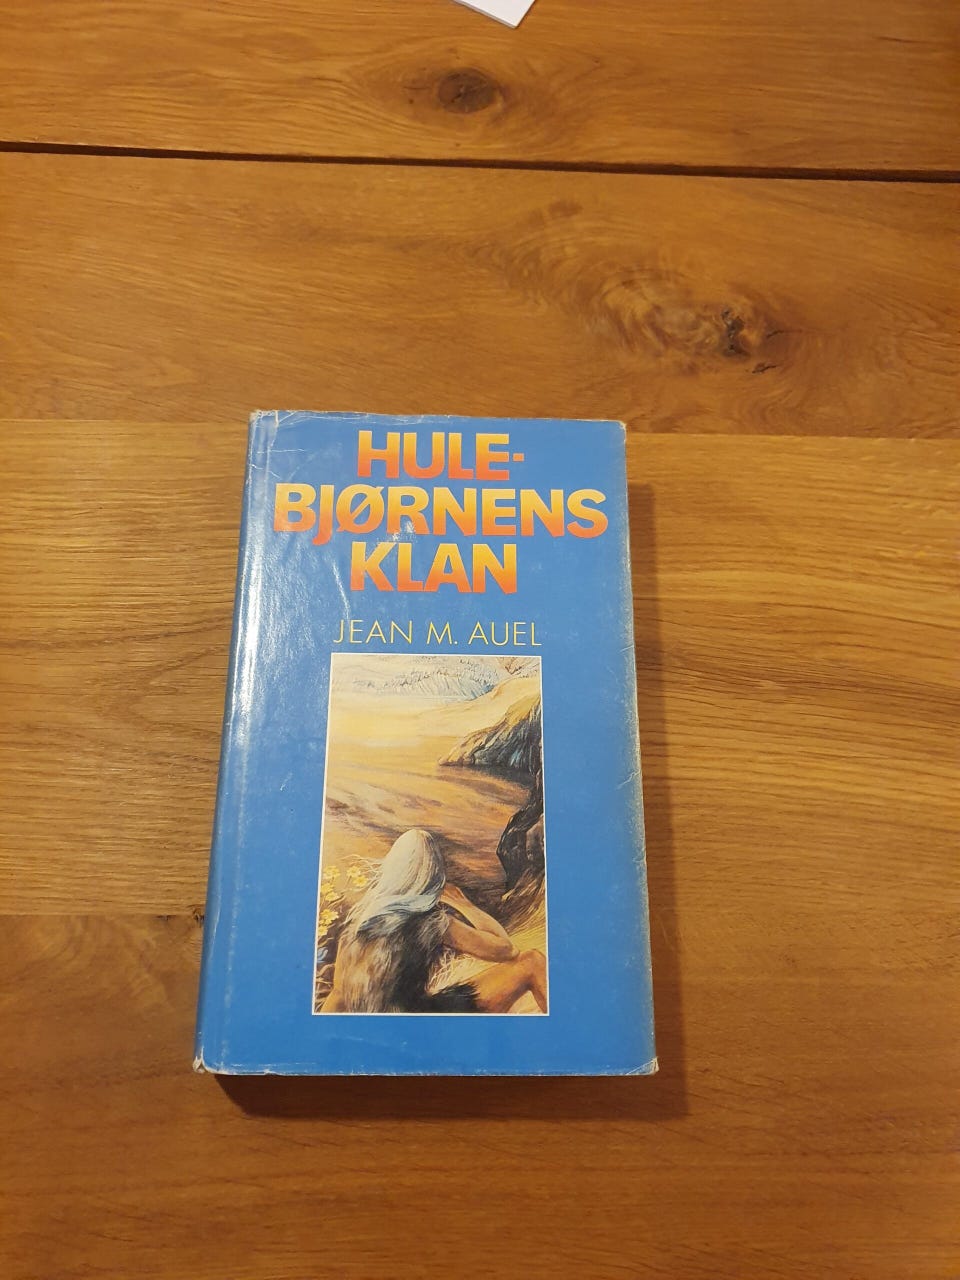 HULE-
BJØRNENS
KLAN
JEAN M. AUEL